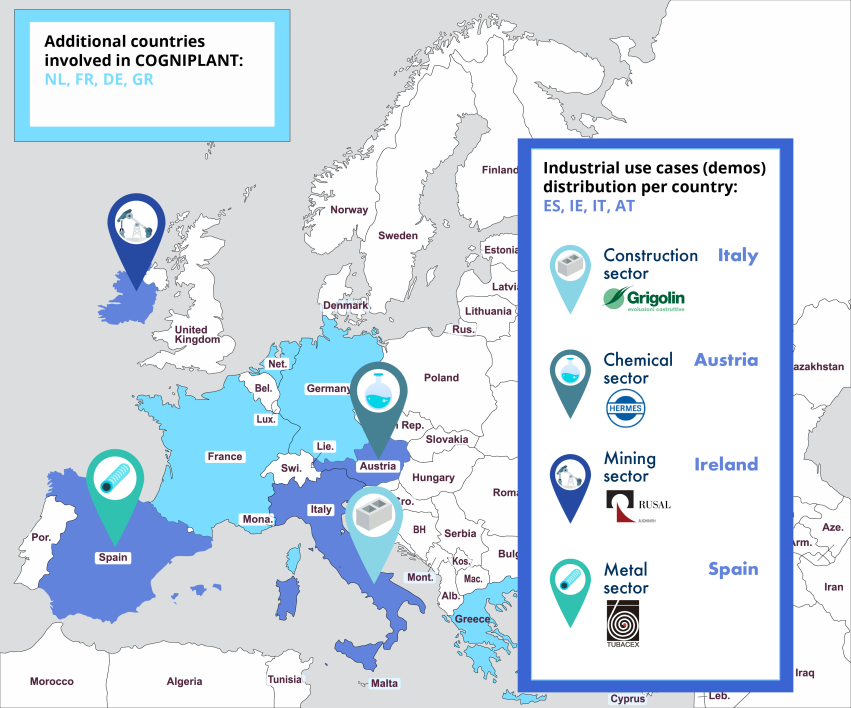 Additional countries
involved in COGNIPLANT:
NL, FR, DE, GR
Industrial use cases (demos)
distribution per country:
ES, IE, IT, AT
Construction
sector
Italy
Grigolin
evoluzioni costruttive
Chemical
sector
Austria
HERMES
Mining
sector
Ireland
RUSAL
AUGHINISH
Metal
sector
Spain
TUBACEX
Finland
Norway
Sweden
Estonia
Latvi
Denmark
Lithuania
Rus.
United
Kingdom
Net.
Bel.
Germany
Poland
azakhstan
Lux.
Rep.
Slovakia
France
Lie.
Swi.
Austria
Hungary
Roma
Italy
Mona.
Cro.
BH
Serbia
Aze.
Arm.
Por.
Spain
Bulg
Kos.
Mac.
Mont.
Alb.
Iran
Greece
Morocco
Algeria
Tunisia
Malta
Iraq
Cyprus
Leb.